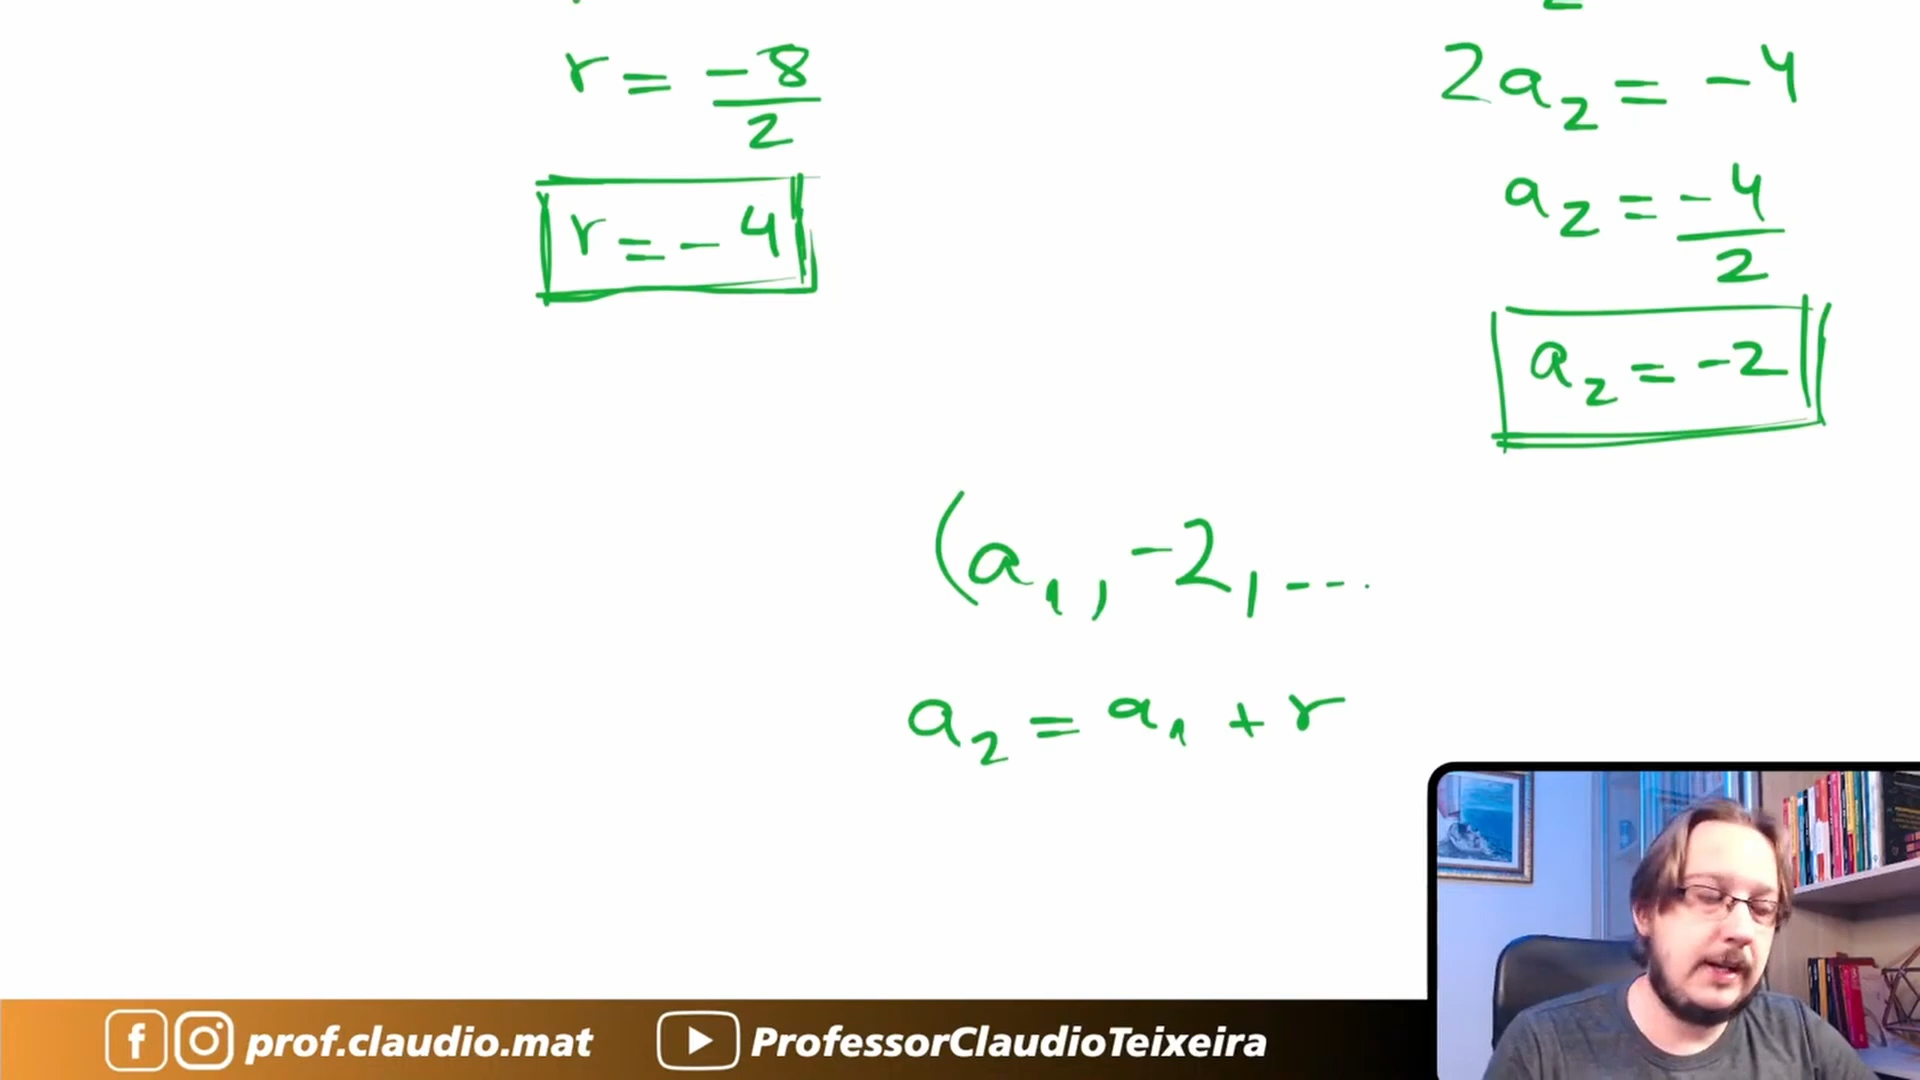 r = -8/2
r = -4
2a₂ = -4
a₂ = -4/2
a₂ = -2
(a₁, -2, ...
a₂ = a₁ + r
prof.claudio.mat
ProfessorClaudioTeixeira